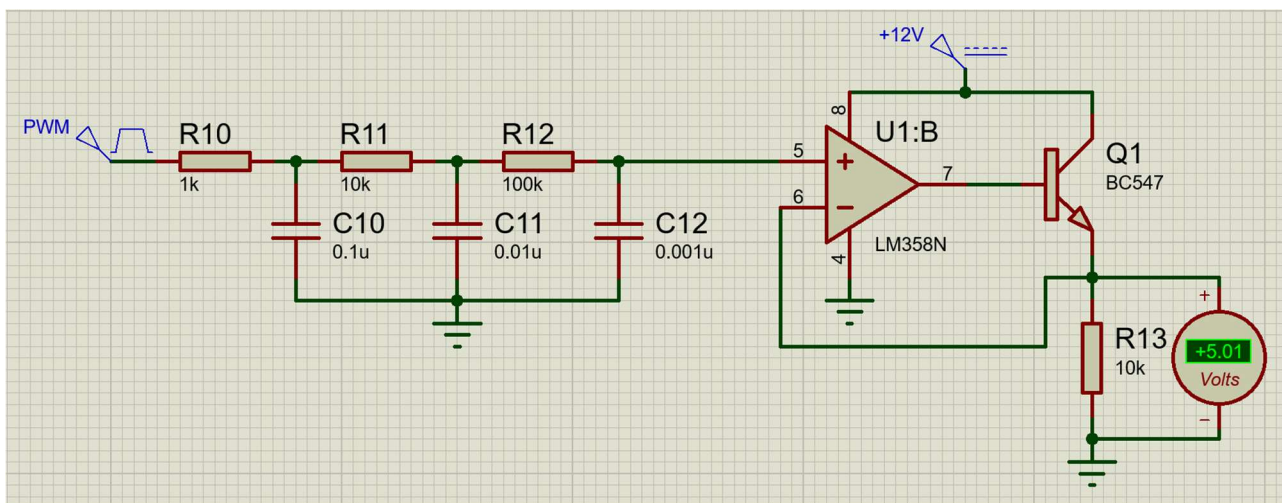 +12V
PWM
R10
R11
R12
1k
10k
100k
C10
0.1u
C11
0.01u
C12
0.001u
8
5
6
+
−
7
4
U1:B
LM358N
Q1
BC547
R13
10k
+
+5.01
Volts
−